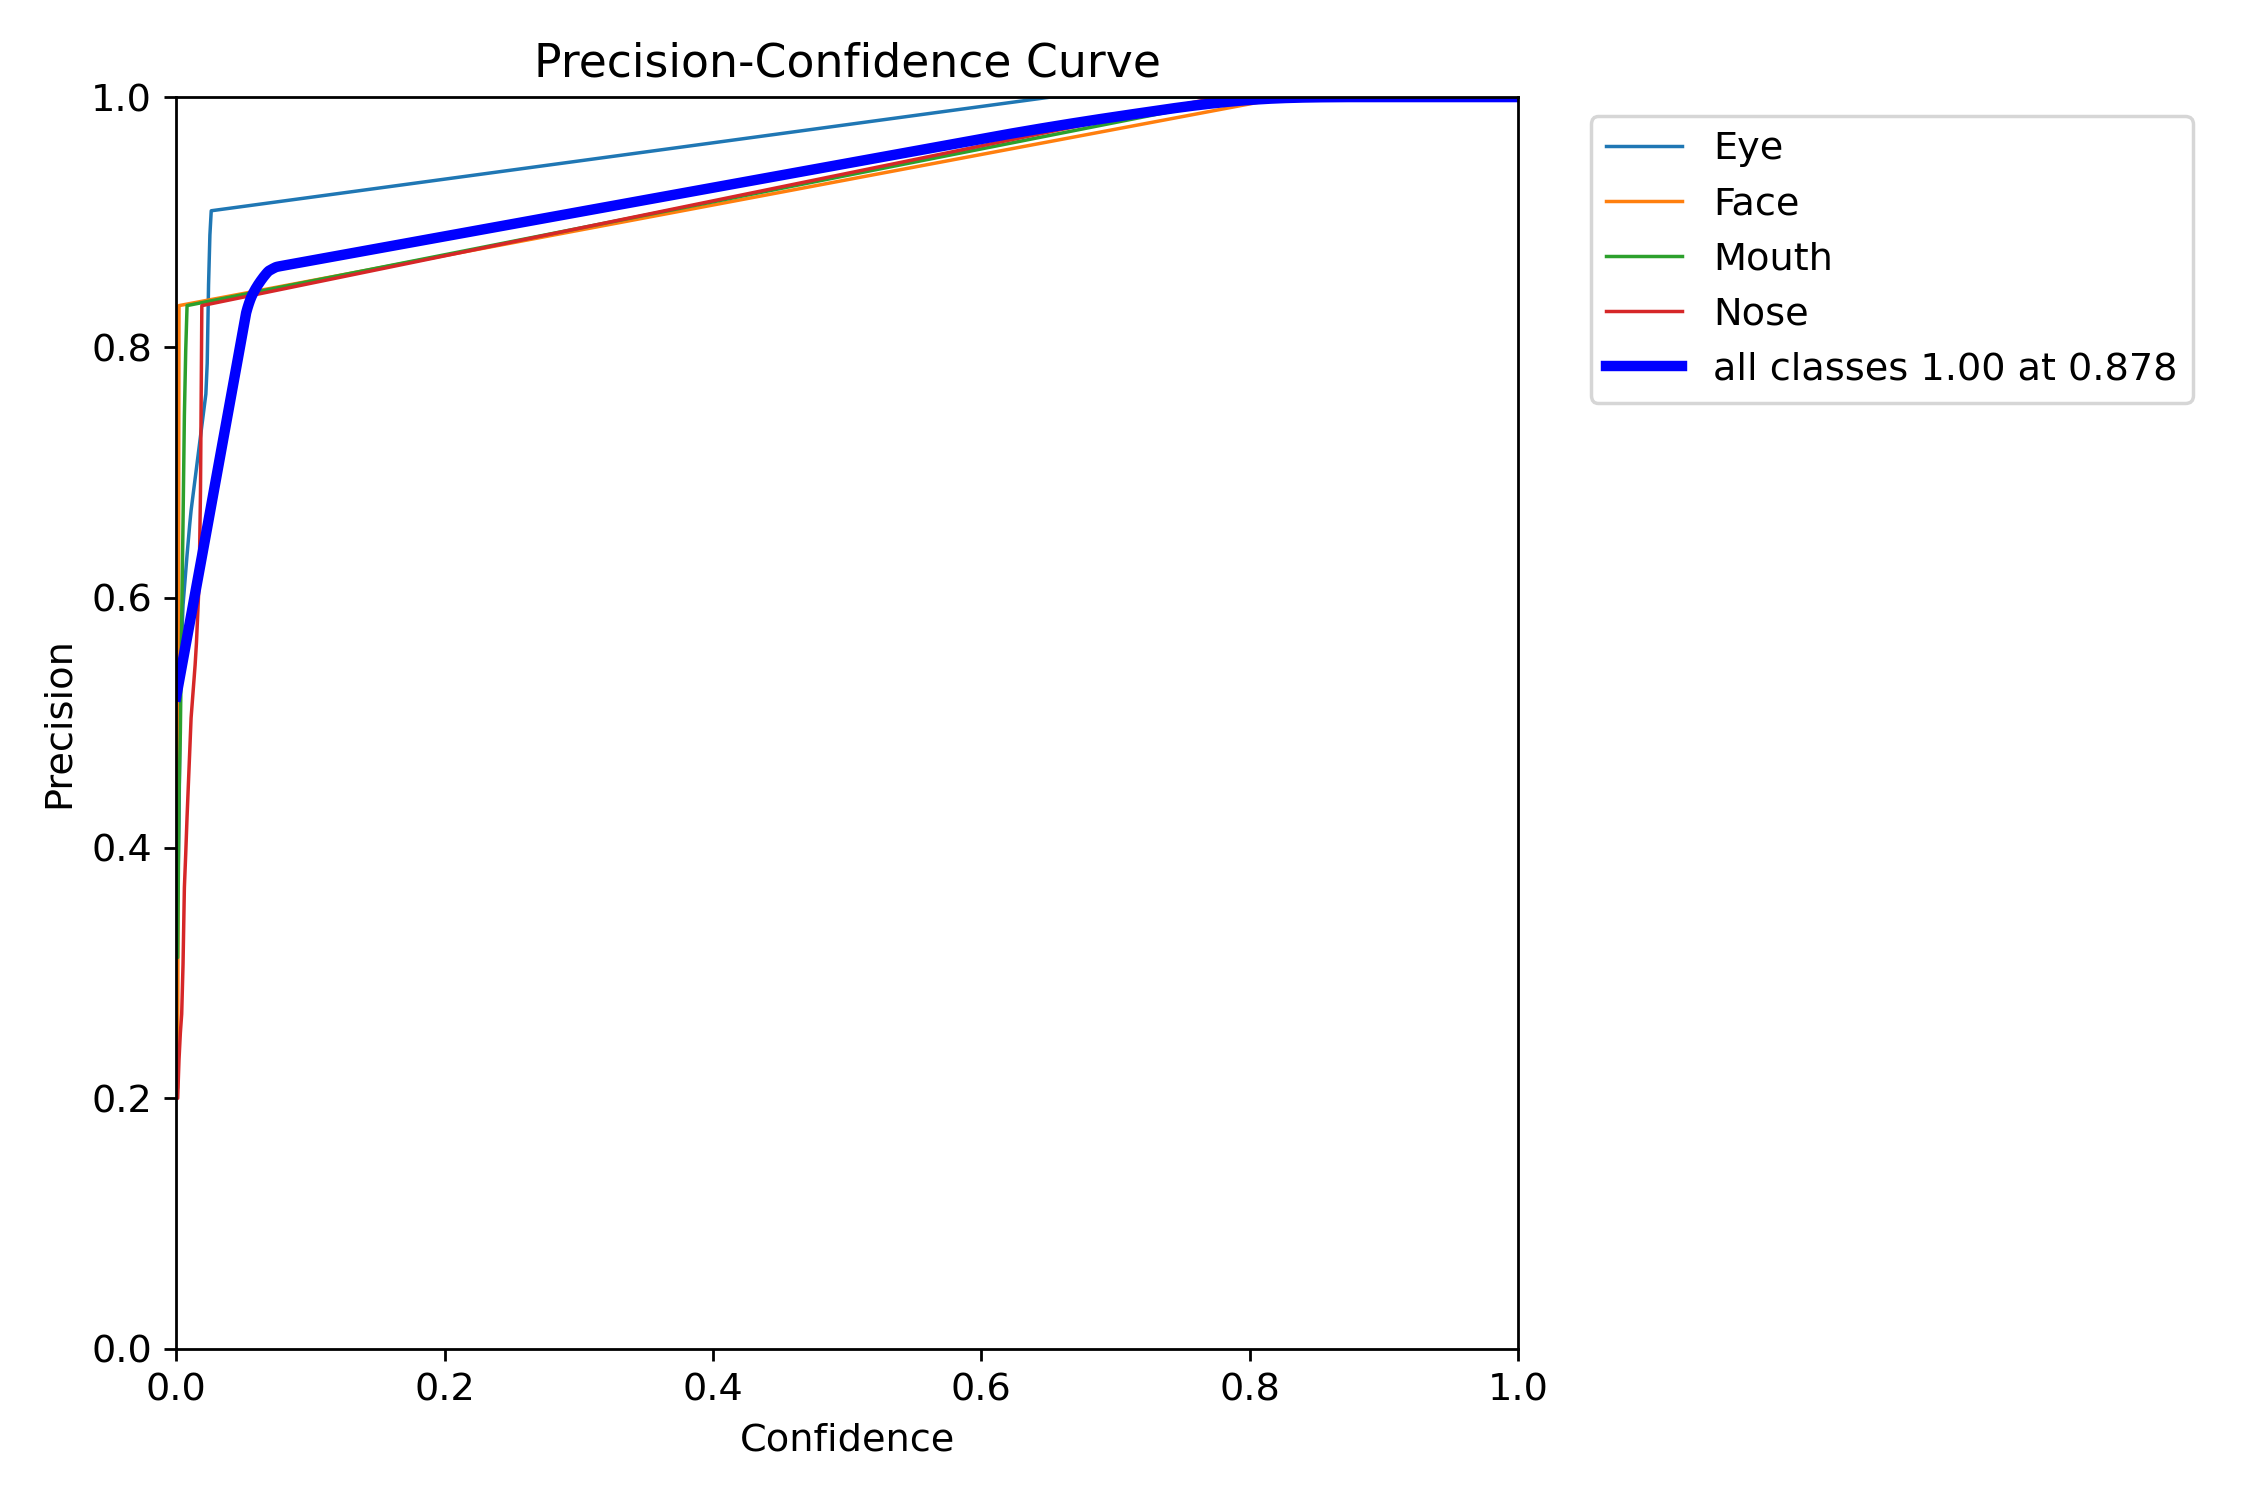 Precision-Confidence Curve
1.0
0.8
0.6
0.4
0.2
0.0
Precision
0.0 0.2 0.4 0.6 0.8 1.0
Confidence
Eye
Face
Mouth
Nose
all classes 1.00 at 0.878